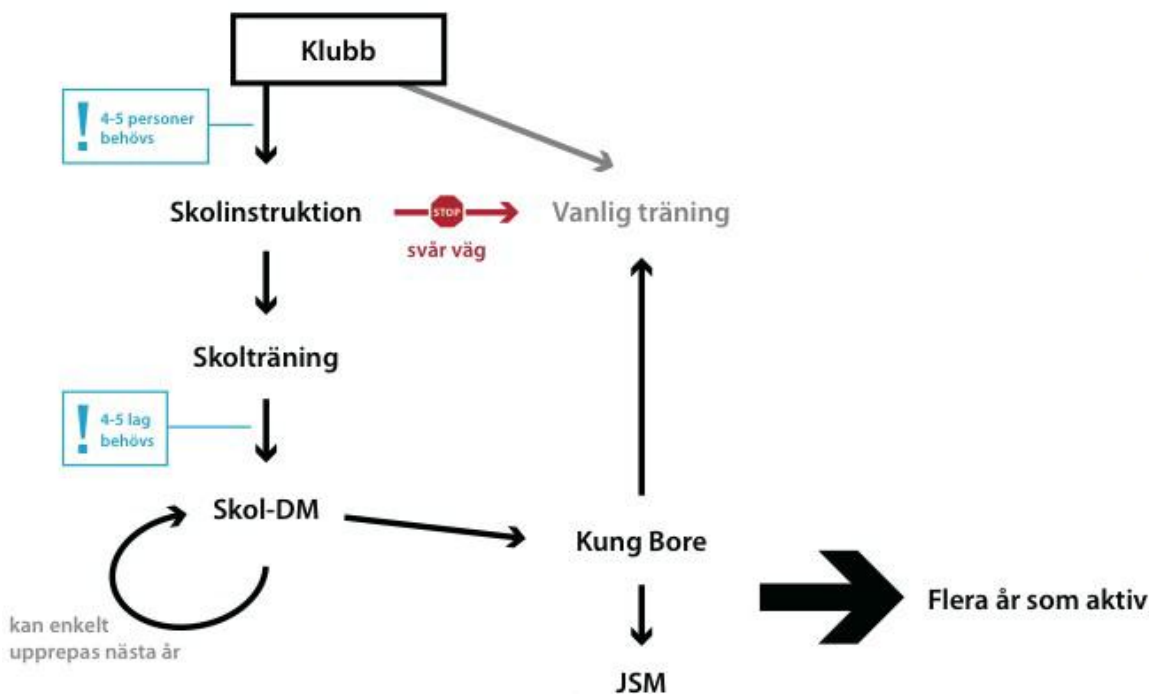 Klubb
! 4-5 personer
behövs
Skolinstruktion
STOP
Vanlig träning
svår väg
Skolträning
! 4-5 lag
behövs
Skol-DM
Kung Bore
Flera år som aktiv
kan enkelt
upprepas nästa år
JSM